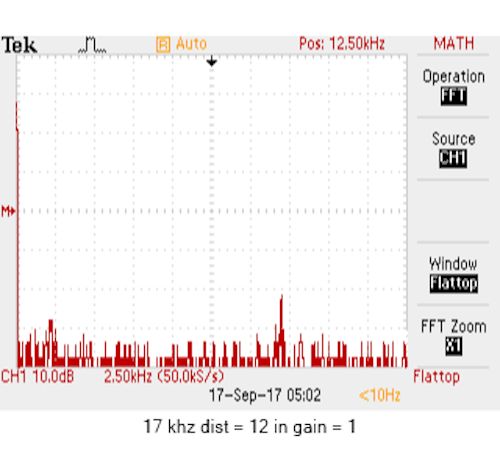 Tek
R Auto
Pos: 12.50kHz
MATH
Operation
FFT
Source
CH1
M
Window
Flattop
FFT Zoom
X1
CH1 10.0dB
2.50kHz (50.0kS/s)
Flattop
17-Sep-17 05:02
<10Hz
17 khz dist = 12 in gain = 1